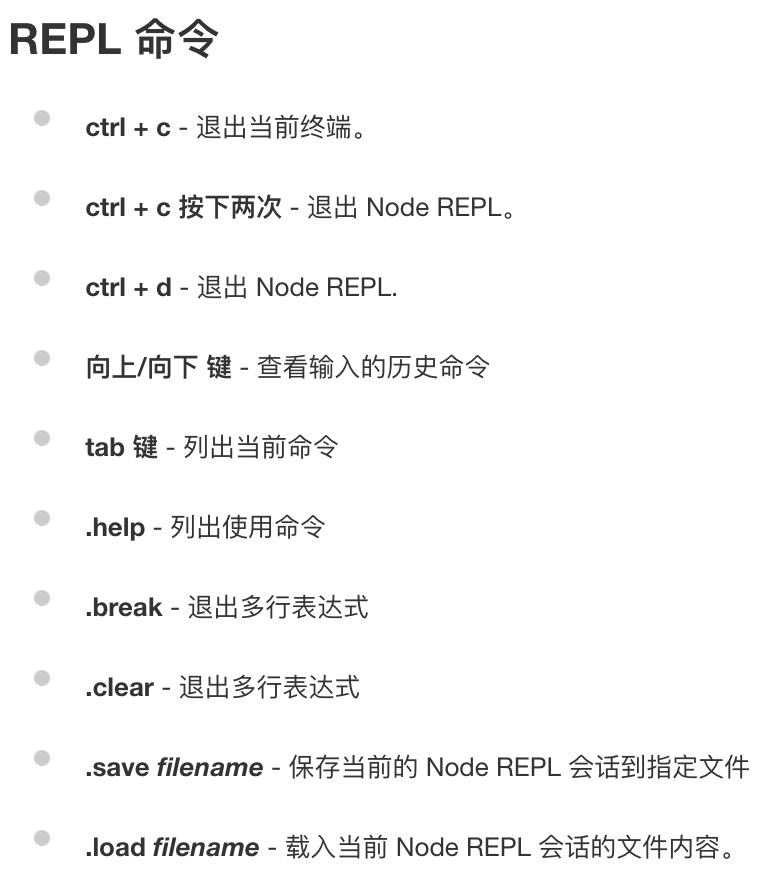 REPL 命令
ctrl + c - 退出当前终端。
ctrl + c 按下两次 - 退出 Node REPL。
ctrl + d - 退出 Node REPL.
向上/向下 键 - 查看输入的历史命令
tab 键 - 列出当前命令
.help - 列出使用命令
.break - 退出多行表达式
.clear - 退出多行表达式
.save filename - 保存当前的 Node REPL 会话到指定文件
.load filename - 载入当前 Node REPL 会话的文件内容。